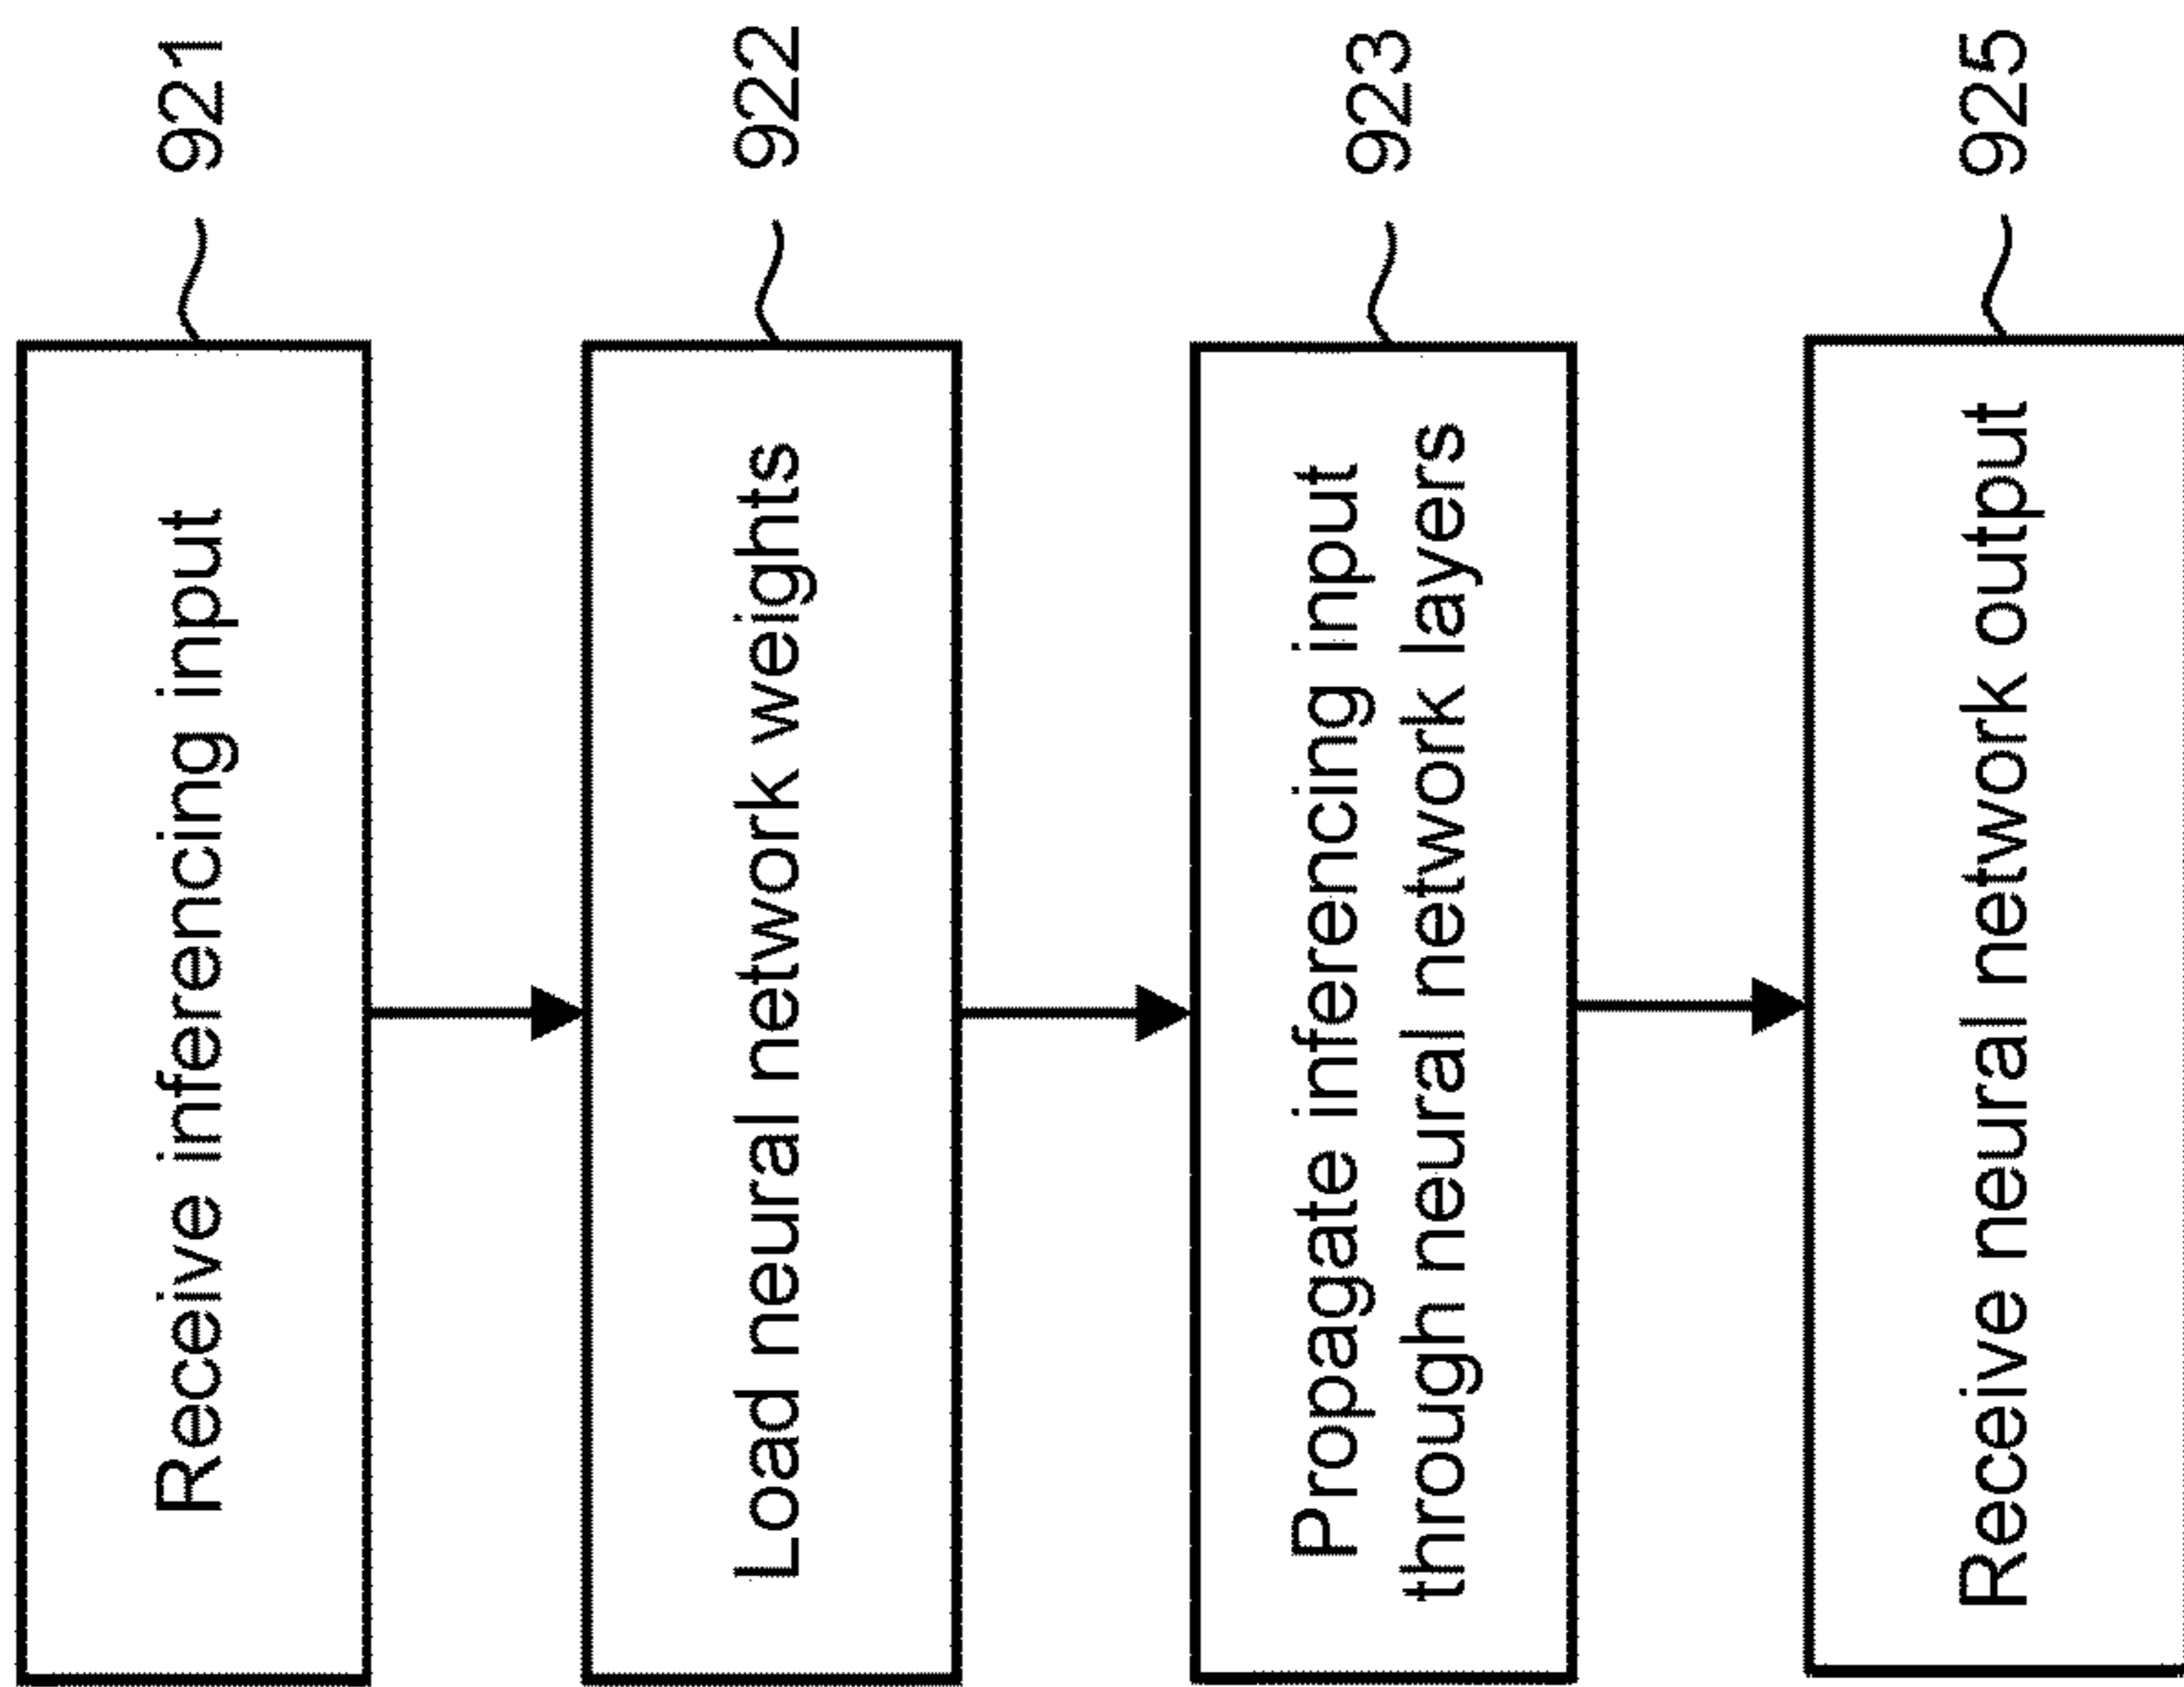 Receive inferencing input
921
Load neural network weights
922
Propagate inferencing input
through neural network layers
923
Receive neural network output
925